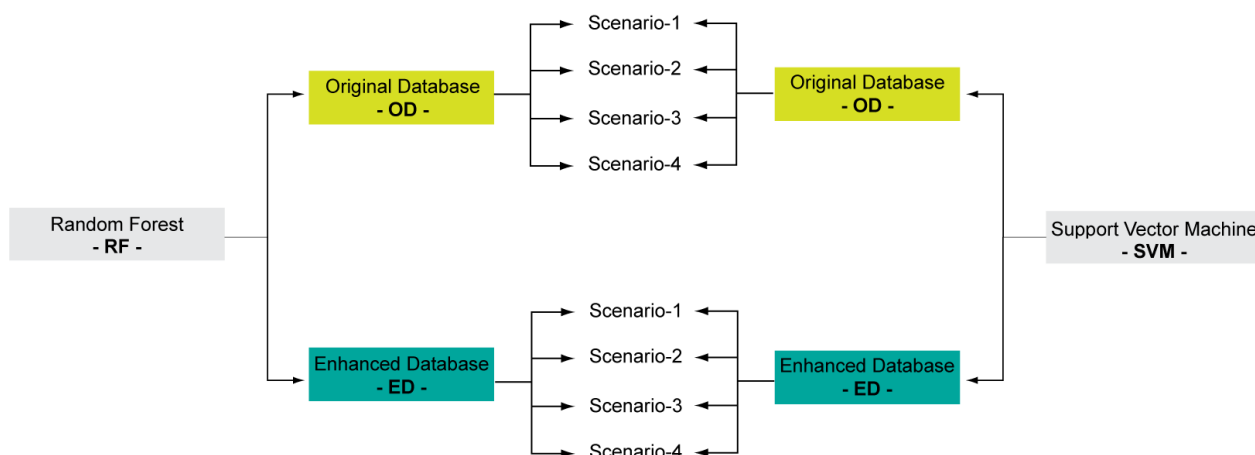 Scenario-1
Scenario-2
Scenario-3
Scenario-4
Original Database
- OD -
Original Database
- OD -
Random Forest
- RF -
Support Vector Machine
- SVM -
Scenario-1
Scenario-2
Scenario-3
Scenario-4
Enhanced Database
- ED -
Enhanced Database
- ED -